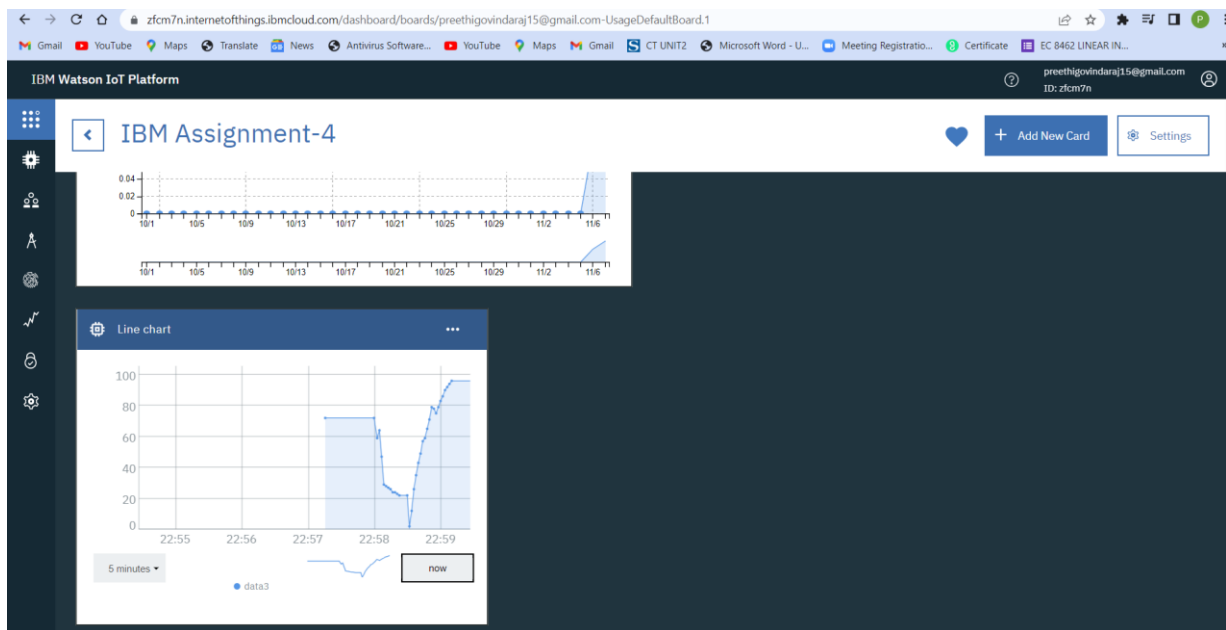 zfcm7n.internetofthings.ibmcloud.com/dashboard/boards/preethigovindaraj15@gmail.com-UsageDefaultBoard.1
P
Gmail YouTube Maps Translate News Antivirus Software... YouTube Maps Gmail CT UNIT2 Microsoft Word - U... Meeting Registratio... Certificate EC 8462 LINEAR IN...
IBM Watson IoT Platform
preethigovindaraj15@gmail.com
ID: zfcm7n
IBM Assignment-4
+ Add New Card
Settings
0.04
0.02
0
10/1 10/5 10/9 10/13 10/17 10/21 10/25 10/29 11/2 11/6
10/1 10/5 10/9 10/13 10/17 10/21 10/25 10/29 11/2 11/6
Line chart
100
80
60
40
20
0
22:55 22:56 22:57 22:58 22:59
5 minutes
now
data3